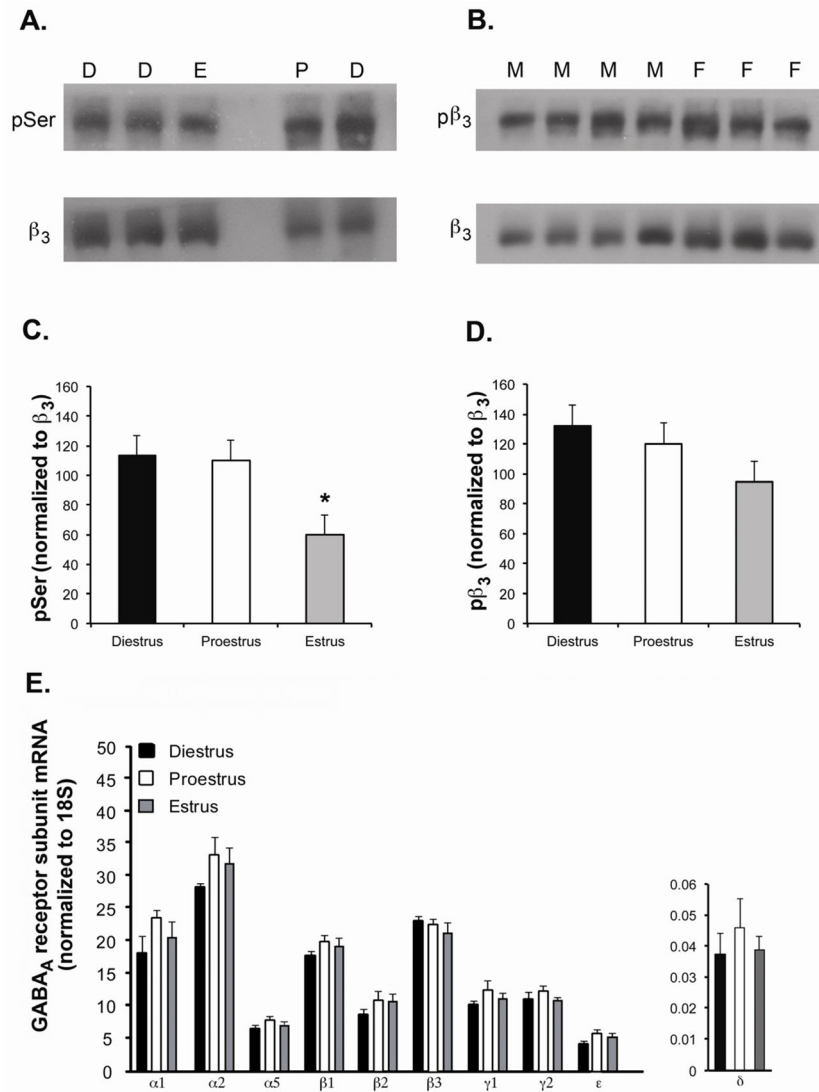 A.
D D E P D
pSer
β3
B.
M M M M F F F
pβ3
β3
C.
pSer (normalized to β3)
160
140
120
100
80
60
40
20
0
*
Diestrus Proestrus Estrus
D.
pβ3 (normalized to β3)
160
140
120
100
80
60
40
20
0
Diestrus Proestrus Estrus
E.
GABAA receptor subunit mRNA
(normalized to 18S)
50
45
40
35
30
25
20
15
10
5
0
Diestrus
Proestrus
Estrus
α1 α2 α5 β1 β2 β3 γ1 γ2 ε
0.06
0.05
0.04
0.03
0.02
0.01
0
δ